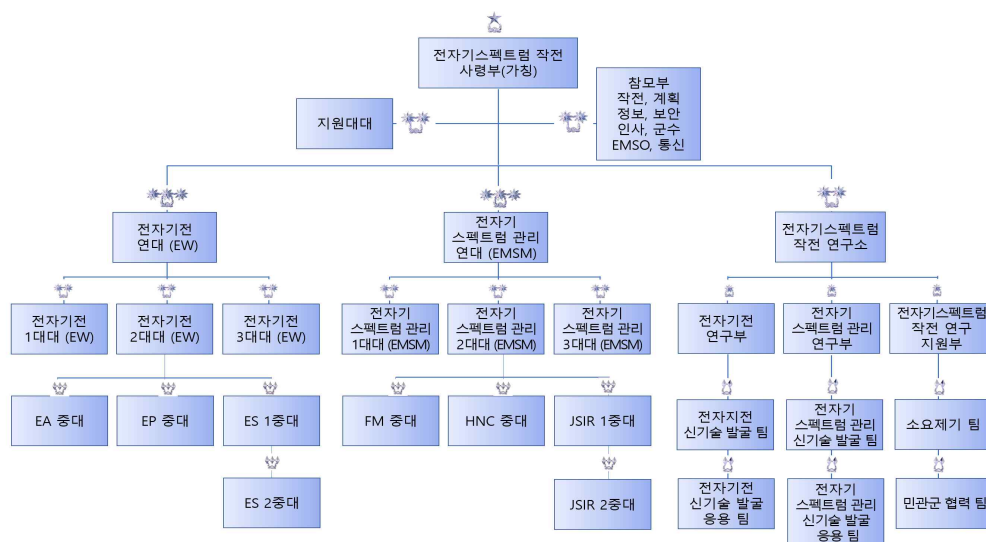 전자기스펙트럼 작전
사령부(가칭)
지원대대
참모부
작전, 계획
정보, 보안
인사, 군수
EMSO, 통신
전자기전
연대 (EW)
전자기
스펙트럼 관리
연대 (EMSM)
전자기스펙트럼
작전 연구소
전자기전
1대대 (EW)
전자기전
2대대 (EW)
전자기전
3대대 (EW)
전자기
스펙트럼 관리
1대대 (EMSM)
전자기
스펙트럼 관리
2대대 (EMSM)
전자기
스펙트럼 관리
3대대 (EMSM)
전자기전
연구부
전자기
스펙트럼 관리
연구부
전자기스펙트럼
작전 연구
지원부
EA 중대
EP 중대
ES 1중대
FM 중대
HNC 중대
JSIR 1중대
전자지전
신기술 발굴 팀
전자기
스펙트럼 관리
신기술 발굴 팀
소요제기 팀
ES 2중대
JSIR 2중대
전자기전
신기술 발굴
응용 팀
전자기
스펙트럼 관리
신기술 발굴
응용 팀
민관군 협력 팀